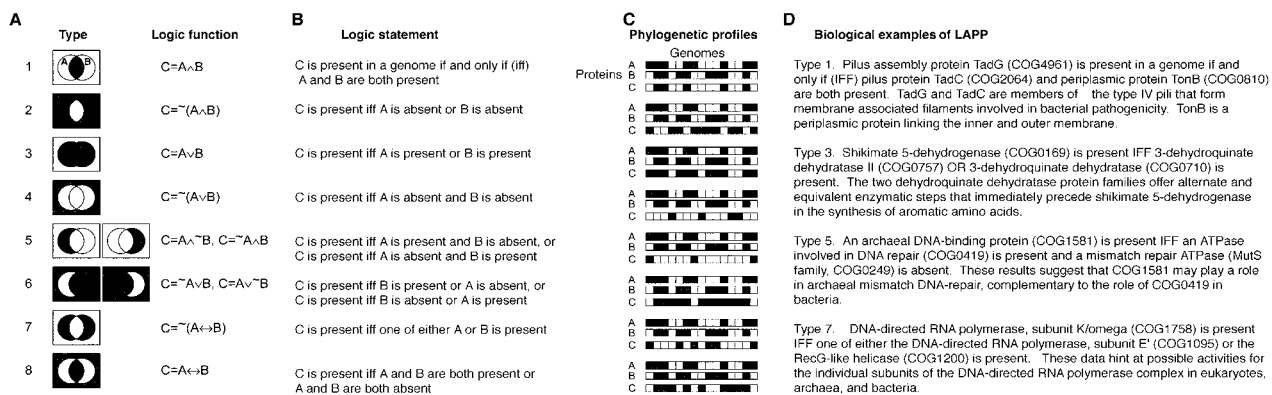 A
Type
Logic function
1
A B
C=A∧B
2
C=~(A∧B)
3
C=A∨B
4
C=~(A∨B)
5
C=A∧~B, C=~A∧B
6
C=~A∨B, C=A∨~B
7
C=~(A↔B)
8
C=A↔B
B
Logic statement
C is present in a genome if and only if (iff)
A and B are both present
C is present iff A is absent or B is absent
C is present iff A is present or B is present
C is present iff A is absent and B is absent
C is present iff A is present and B is absent, or
C is present iff A is absent and B is present
C is present iff B is present or A is absent, or
C is present iff B is absent or A is present
C is present iff one of either A or B is present
C is present iff A and B are both present or
A and B are both absent
C
Phylogenetic profiles
Genomes
Proteins
A
B
C
A
B
C
A
B
C
A
B
C
A
B
C
A
B
C
A
B
C
A
B
C
D
Biological examples of LAPP
Type 1. Pilus assembly protein TadG (COG4961) is present in a genome if and
only if (IFF) pilus protein TadC (COG2064) and periplasmic protein TonB (COG0810)
are both present. TadG and TadC are members of the type IV pili that form
membrane associated filaments involved in bacterial pathogenicity. TonB is a
periplasmic protein linking the inner and outer membrane.
Type 3. Shikimate 5-dehydrogenase (COG0169) is present IFF 3-dehydroquinate
dehydratase II (COG0757) OR 3-dehydroquinate dehydratase (COG0710) is
present. The two dehydroquinate dehydratase protein families offer alternate and
equivalent enzymatic steps that immediately precede shikimate 5-dehydrogenase
in the synthesis of aromatic amino acids.
Type 5. An archaeal DNA-binding protein (COG1581) is present IFF an ATPase
involved in DNA repair (COG0419) is present and a mismatch repair ATPase (MutS
family, COG0249) is absent. These results suggest that COG1581 may play a role
in archaeal mismatch DNA-repair, complementary to the role of COG0419 in
bacteria.
Type 7. DNA-directed RNA polymerase, subunit K/omega (COG1758) is present
IFF one of either the DNA-directed RNA polymerase, subunit E' (COG1095) or the
RecG-like helicase (COG1200) is present. These data hint at possible activities for
the individual subunits of the DNA-directed RNA polymerase complex in eukaryotes,
archaea, and bacteria.